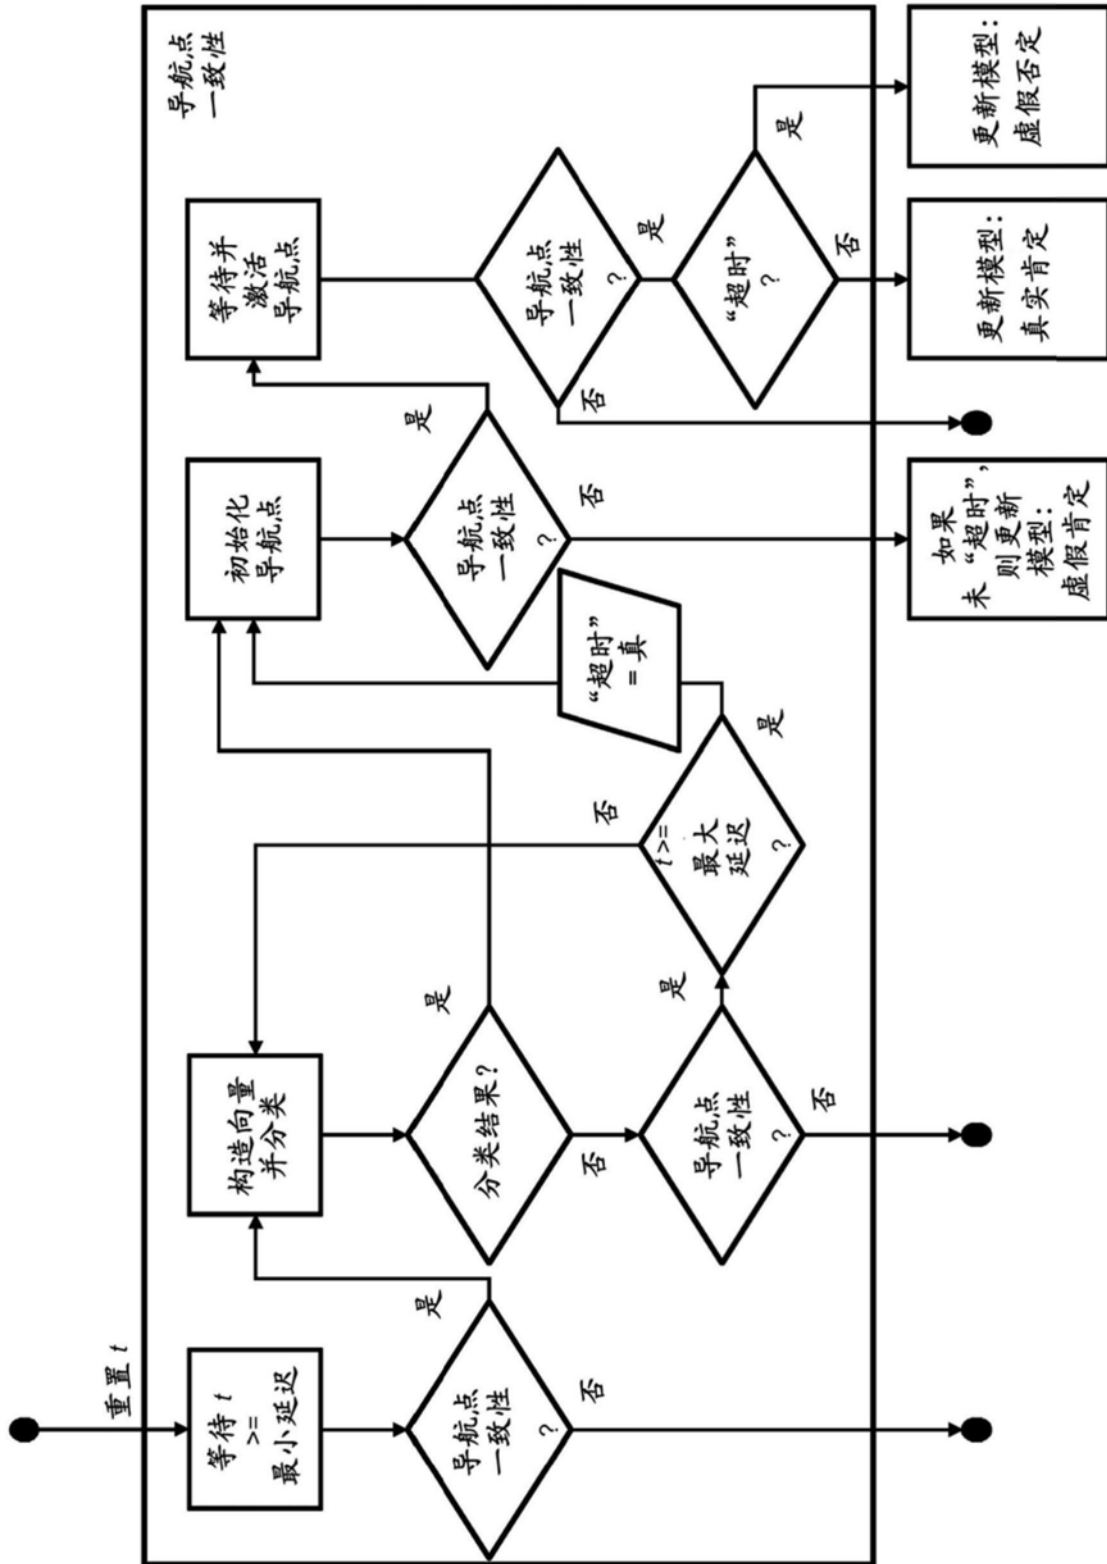 重置 t
等待 t
>=
最小延迟
导航点
一致性
?
是
否
构造向量
并分类
分类结果?
是
否
导航点
一致性
?
是
否
t >=
最大
延迟
?
否
是
“超时”
= 真
初始化
导航点
导航点
一致性
?
是
否
如果
未“超时”,
则更新
模型:
虚假肯定
等待并
激活
导航点
导航点
一致性
?
否
是
“超时”
?
否
是
更新模型:
真实肯定
更新模型:
虚假否定
导航点
一致性